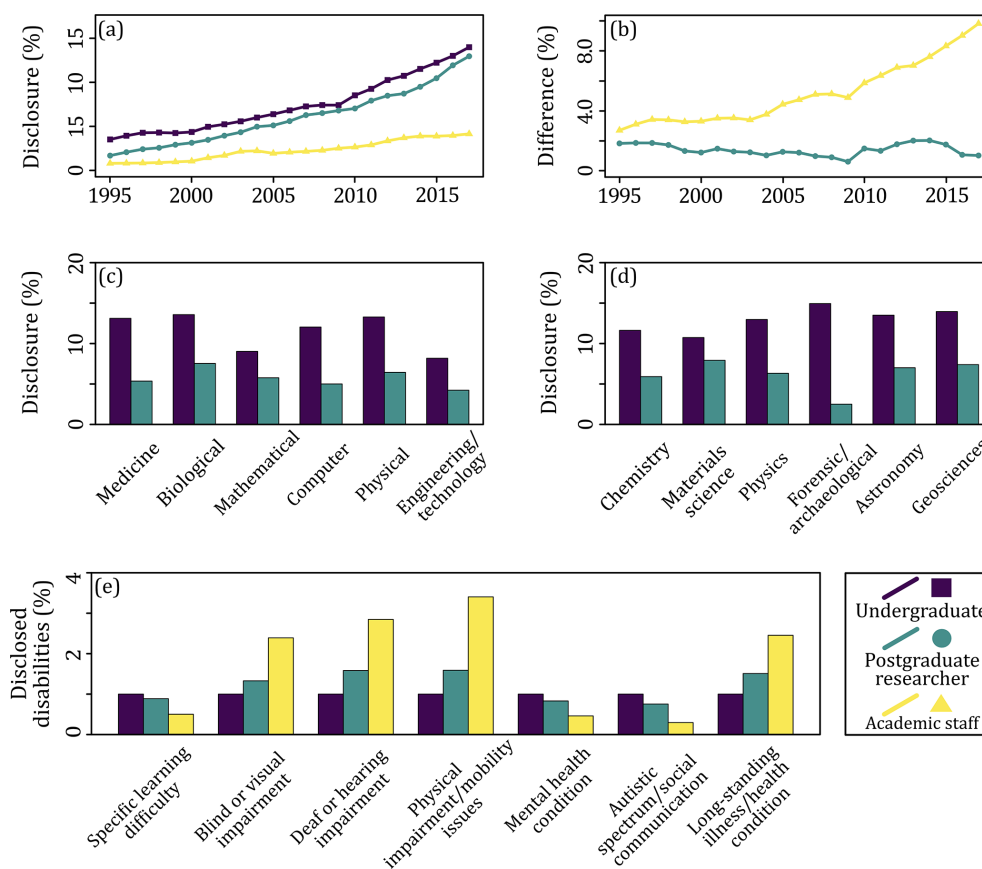 (a)
Disclosure (%)
15
10
15
0
1995
2000
2005
2010
2015
(b)
Difference (%)
8.0
4.0
0
1995
2000
2005
2010
2015
(c)
Disclosure (%)
20
10
0
Medicine
Biological
Mathematical
Computer
Physical
Engineering/
technology
(d)
Disclosure (%)
20
10
0
Chemistry
Materials
science
Physics
Forensic/
archaeological
Astronomy
Geosciences
(e)
Disclosed
disabilities (%)
4
2
0
Specific learning
difficulty
Blind or visual
impairment
Deaf or hearing
impairment
Physical
impairment/mobility
issues
Mental health
condition
Autistic
spectrum/social
communication
Long-standing
illness/health
condition
Undergraduate
Postgraduate
researcher
Academic staff